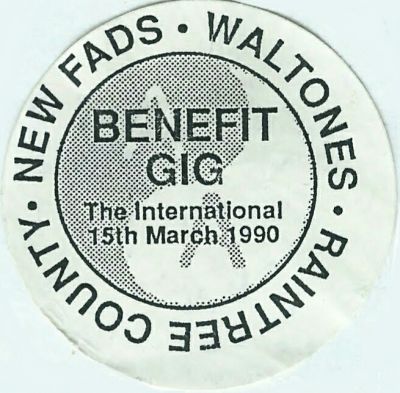 NEW FADS • WALTONES • RAINTREE COUNTY •
BENEFIT
GIG
The International
15th March 1990